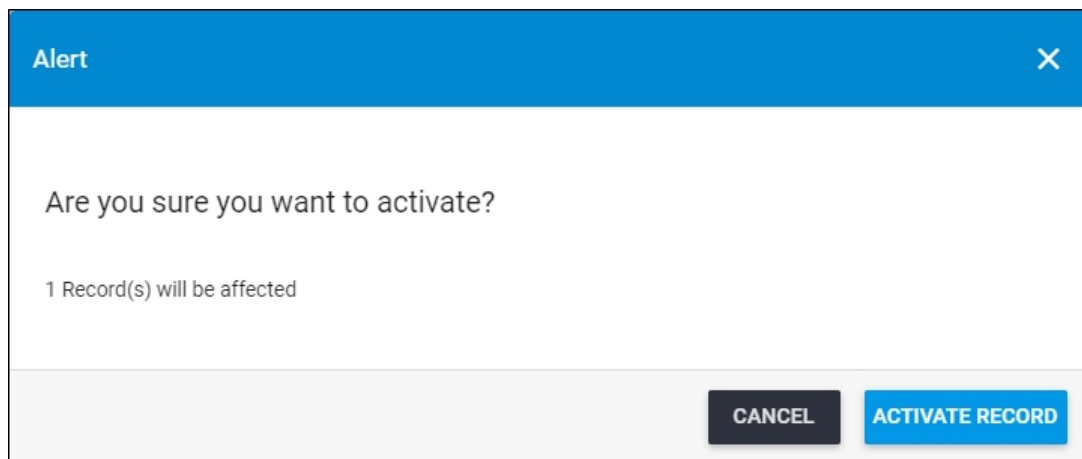 Alert
Are you sure you want to activate?
1 Record(s) will be affected
CANCEL
ACTIVATE RECORD